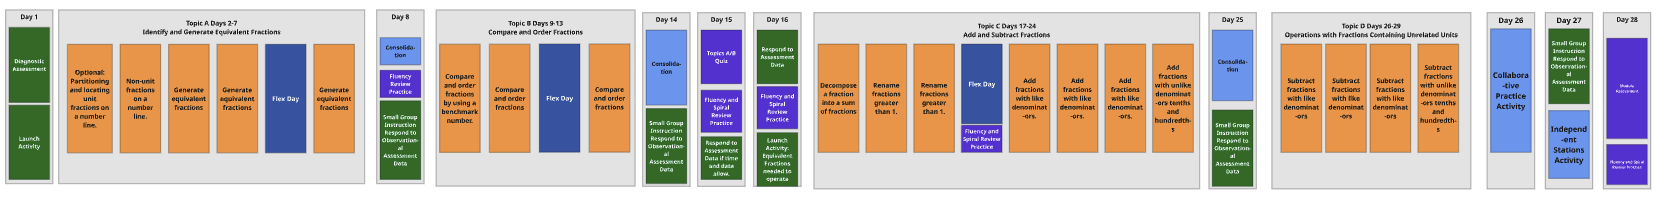 Day 1
Diagnostic
Assessment
Launch
Activity
Topic A Days 2-7
Identify and Generate Equivalent Fractions
Optional:
Partitioning
and locating
unit
fractions on
a number
line.
Non-unit
fractions
on a
number
line.
Generate
equivalent
fractions
Generate
equivalent
fractions.
Flex Day
Generate
equivalent
fractions
Day 8
Consolida-
tion
Fluency
Review
Practice
Small Group
Instruction
Respond to
Observation-
al
Assessment
Data
Topic B Days 9-13
Compare and Order Fractions
Compare
and order
fractions
by using a
benchmark
number.
Compare
and order
fractions
Flex Day
Compare
and order
fractions
Day 14
Consolida-
tion
Small Group
Instruction
Respond to
Observation-
al
Assessment
Data
Day 15
Topics A/B
Quiz
Fluency and
Spiral
Review
Practice
Respond to
Assessment
Data if time
and data
allow.
Day 16
Respond to
Assessment
Data
Fluency and
Spiral
Review
Practice
Launch
Activity:
Equivalent
Fractions
needed to
operate
Topic C Days 17-24
Add and Subtract Fractions
Decompose
a fraction
into a sum
of fractions
Rename
fractions
greater
than 1.
Rename
fractions
greater
than 1.
Flex Day
Fluency and
Spiral Review
Practice
Add
fractions
with like
denominat
-ors.
Add
fractions
with like
denominat
-ors.
Add
fractions
with like
denominat
-ors.
Add
fractions
with unlike
denominat
-ors tenths
and
hundredth-
s
Day 25
Consolida-
tion
Small Group
Instruction
Respond to
Observation-
al
Assessment
Data
Topic D Days 26-29
Operations with Fractions Containing Unrelated Units
Subtract
fractions
with like
denominat
-ors
Subtract
fractions
with like
denominat
-ors
Subtract
fractions
with like
denominat
-ors
Subtract
fractions
with unlike
denominat
-ors tenths
and
hundredth-
s
Day 26
Collabora
-tive
Practice
Activity
Day 27
Small Group
Instruction
Respond to
Observation-
al
Assessment
Data
Independ
-ent
Stations
Activity
Day 28
Module
Assessment
Fluency and Spiral
Review Practice